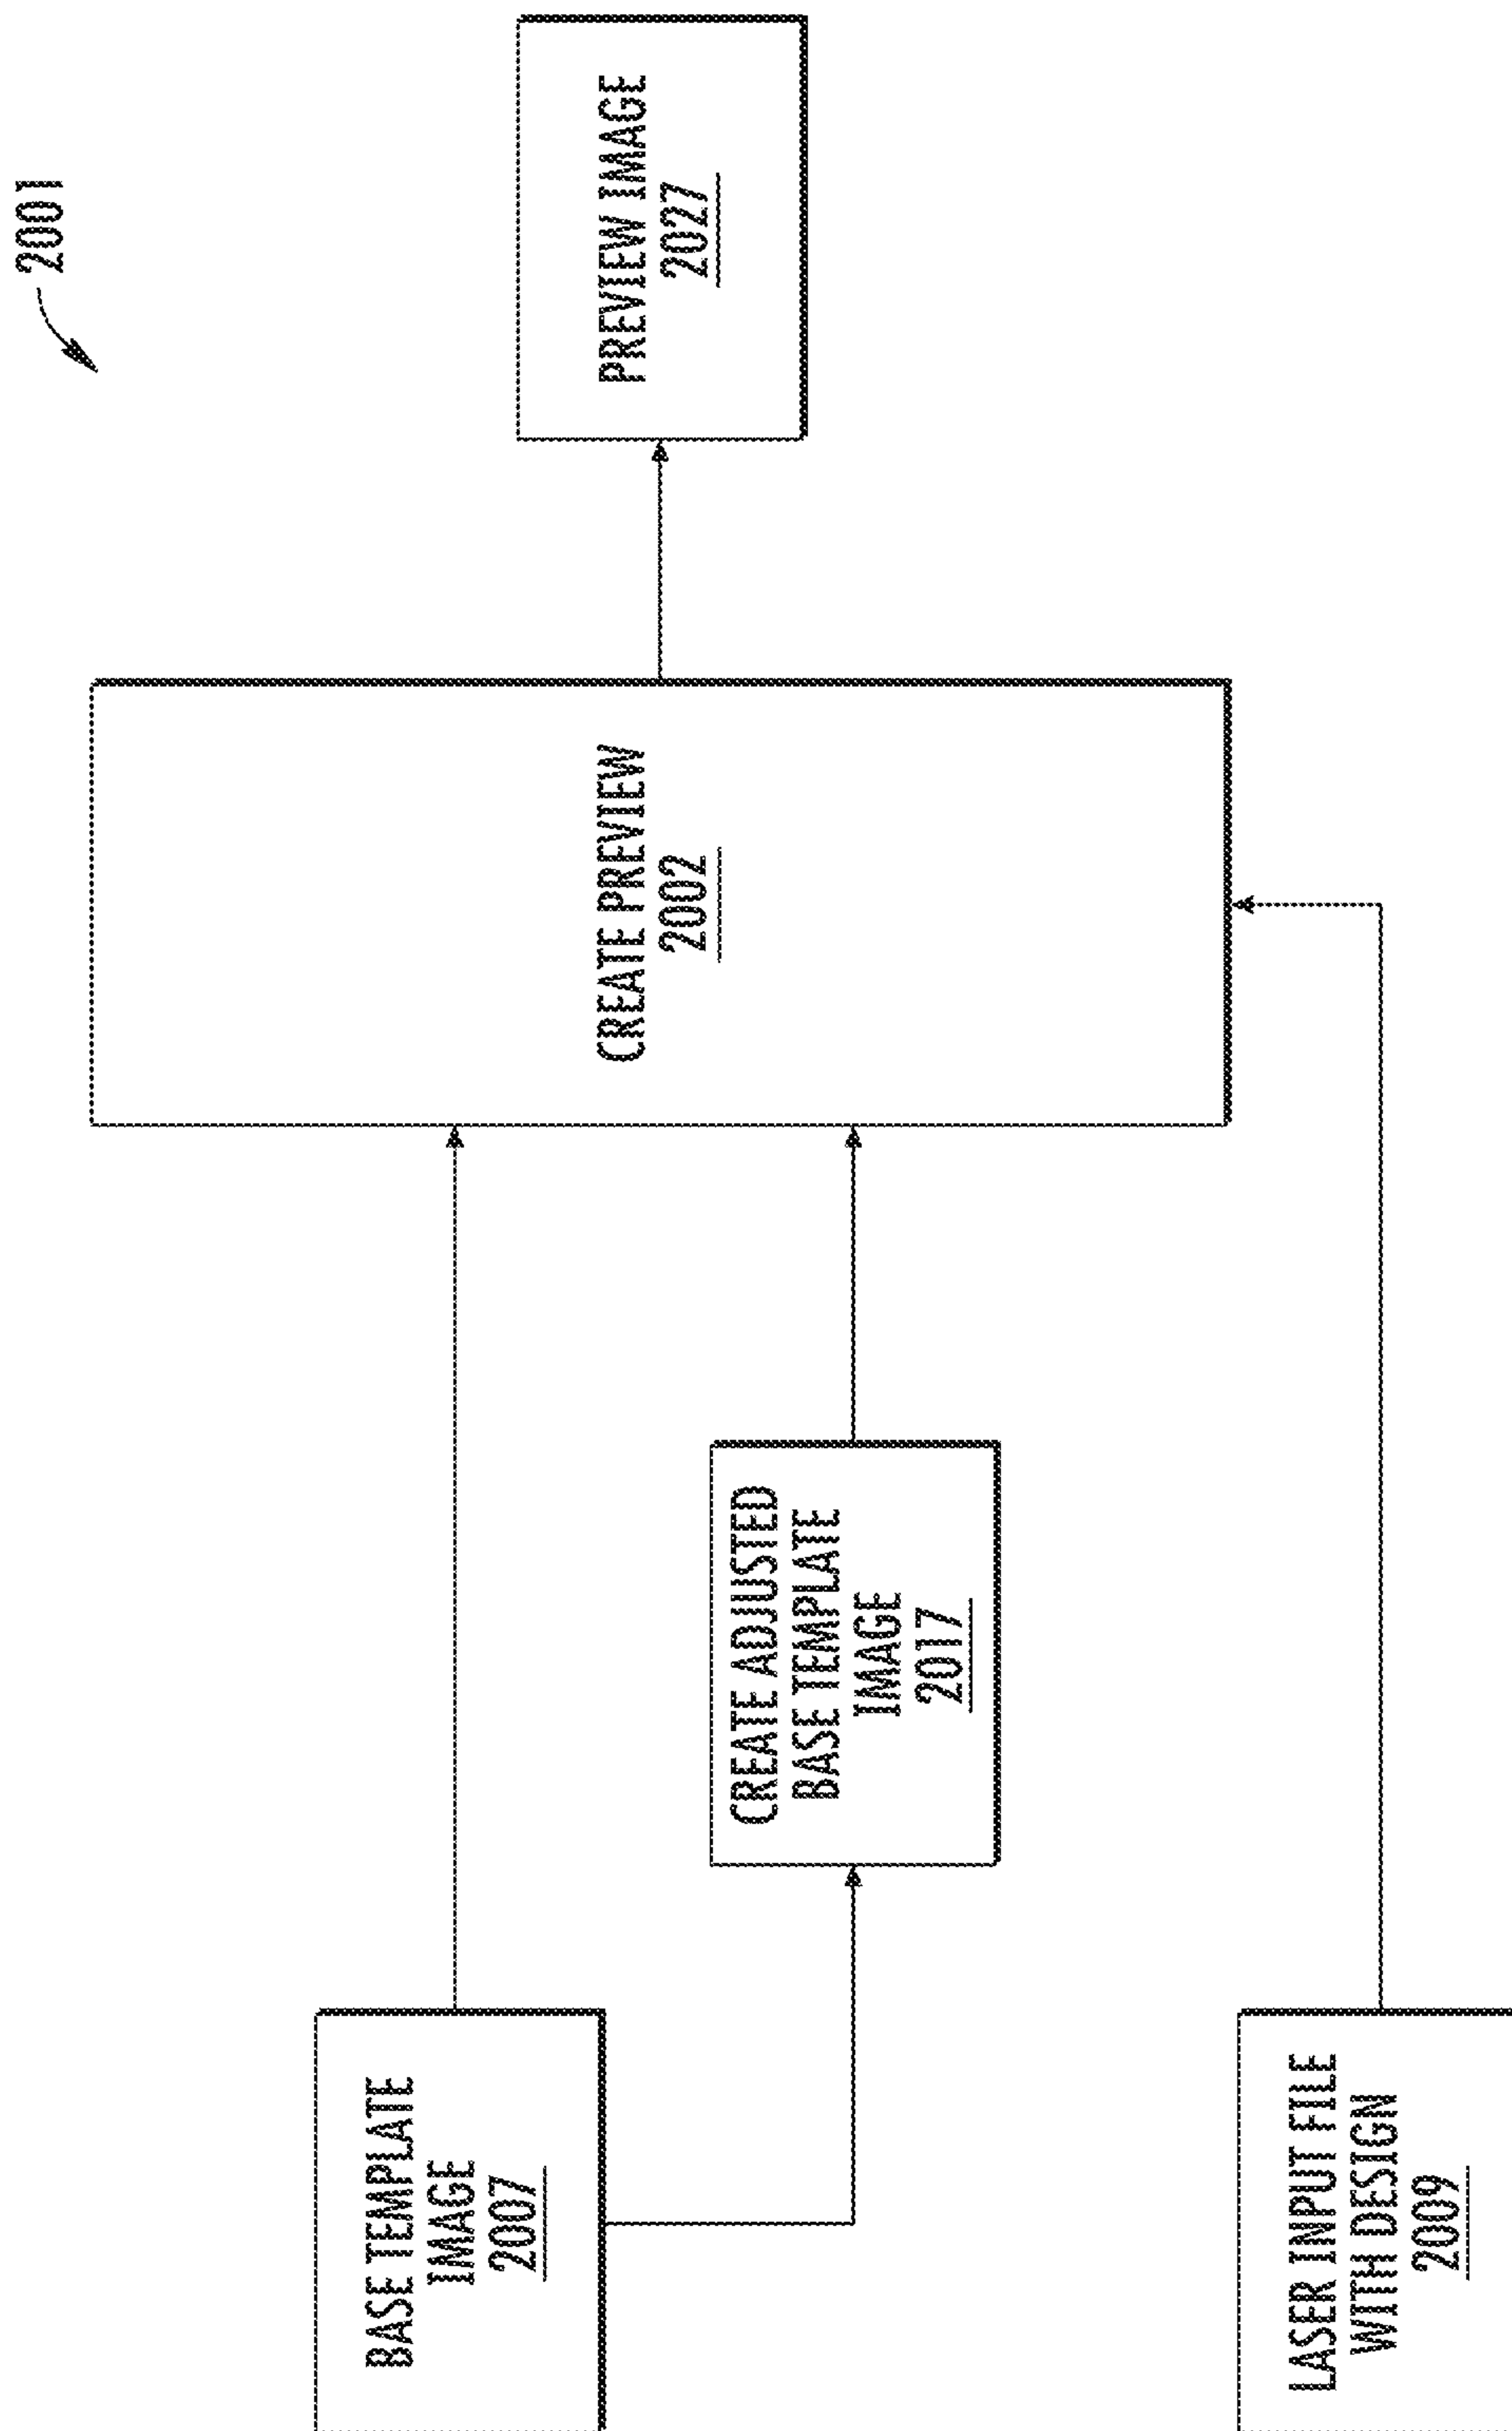 2001
BASE TEMPLATE
IMAGE
2007
CREATE ADJUSTED
BASE TEMPLATE
IMAGE
2017
LASER INPUT FILE
WITH DESIGN
2009
CREATE PREVIEW
2002
PREVIEW IMAGE
2027